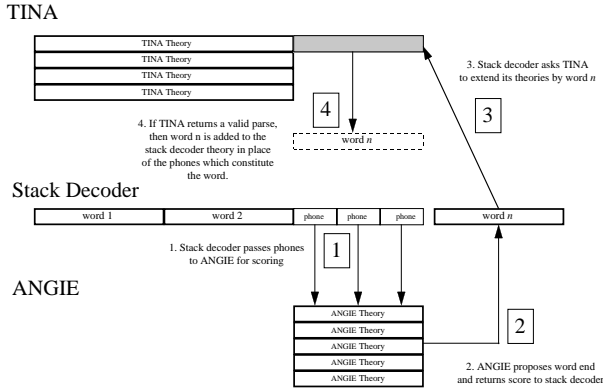 TINA
TINA Theory
TINA Theory
TINA Theory
TINA Theory
3. Stack decoder asks TINA
to extend its theories by word n
4
3
4. If TINA returns a valid parse,
then word n is added to the
stack decoder theory in place
of the phones which constitute
the word.
word n
Stack Decoder
word 1
word 2
phone
phone
phone
word n
1. Stack decoder passes phones
to ANGIE for scoring
1
ANGIE
ANGIE Theory
ANGIE Theory
ANGIE Theory
ANGIE Theory
ANGIE Theory
2
2. ANGIE proposes word end
and returns score to stack decoder